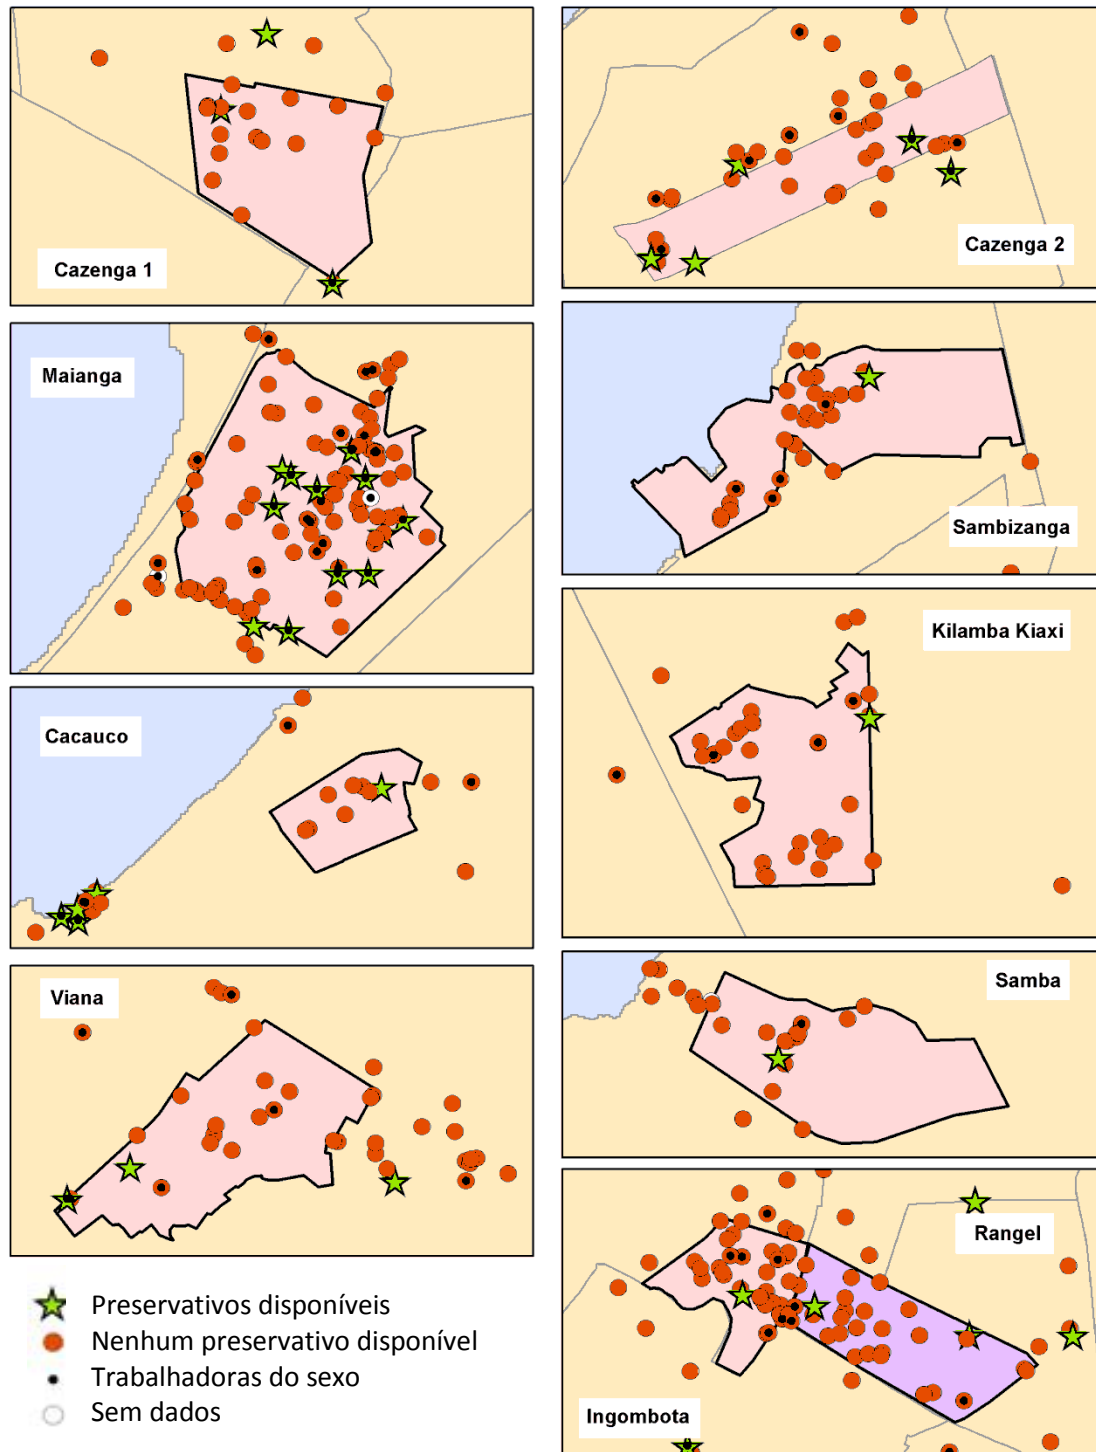 Cazenga 1
Cazenga 2
Maianga
Sambizanga
Kilamba Kiaxi
Cacauco
Viana
Samba
Rangel
Ingombota
Preservativos disponíveis
Nenhum preservativo disponível
Trabalhadoras do sexo
Sem dados